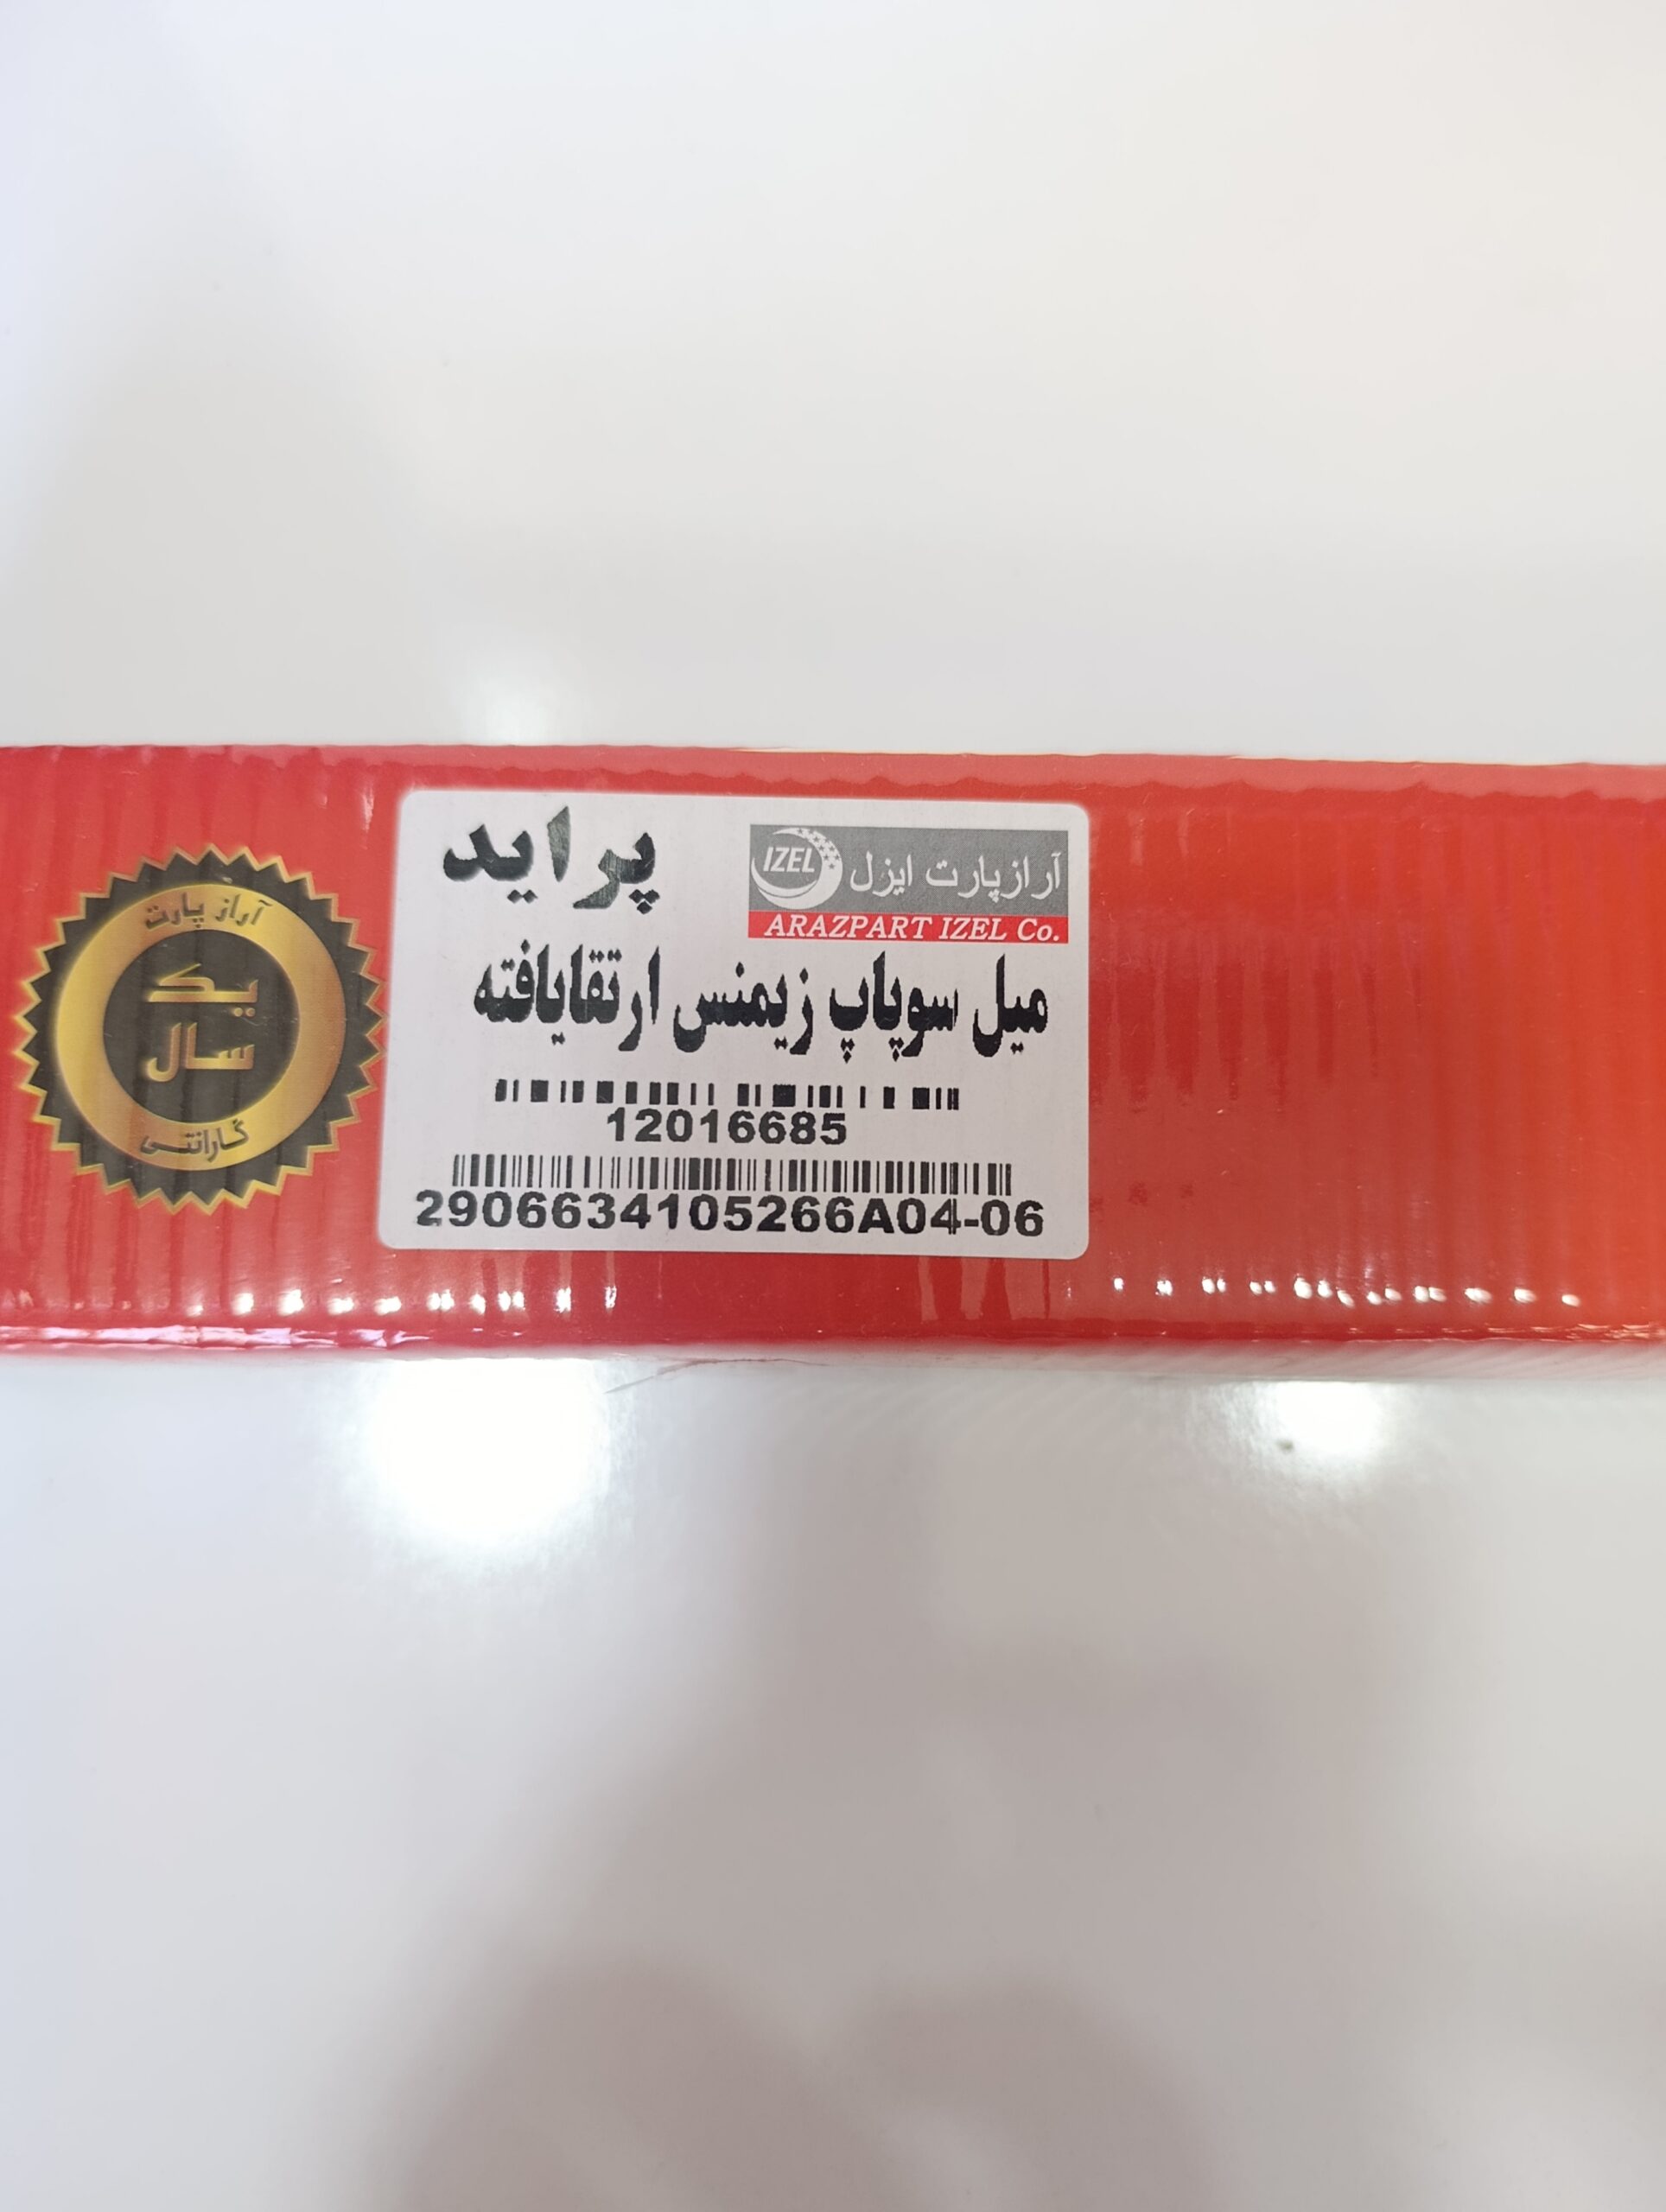 پراید
IZEL
آرازپارت ایزل
ARAZPART IZEL Co.
میل سوپاپ زیمنس ارتقایافته
12016685
2906634105266A04-06
آراز پارت
یک
سال
گارانتی